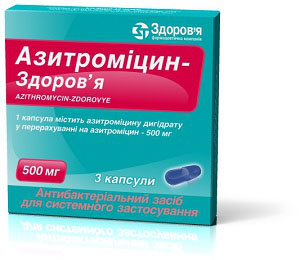 Здоров'я
фармацевтична компанія
Азитроміцин-
Здоров'я
AZITHROMYCIN-ZDOROVYE
1 капсула містить азитроміцину дигідрату
у перерахуванні на азитроміцин - 500 мг
500 мг
3 капсули
Антибактеріальний засіб
для системного застосування